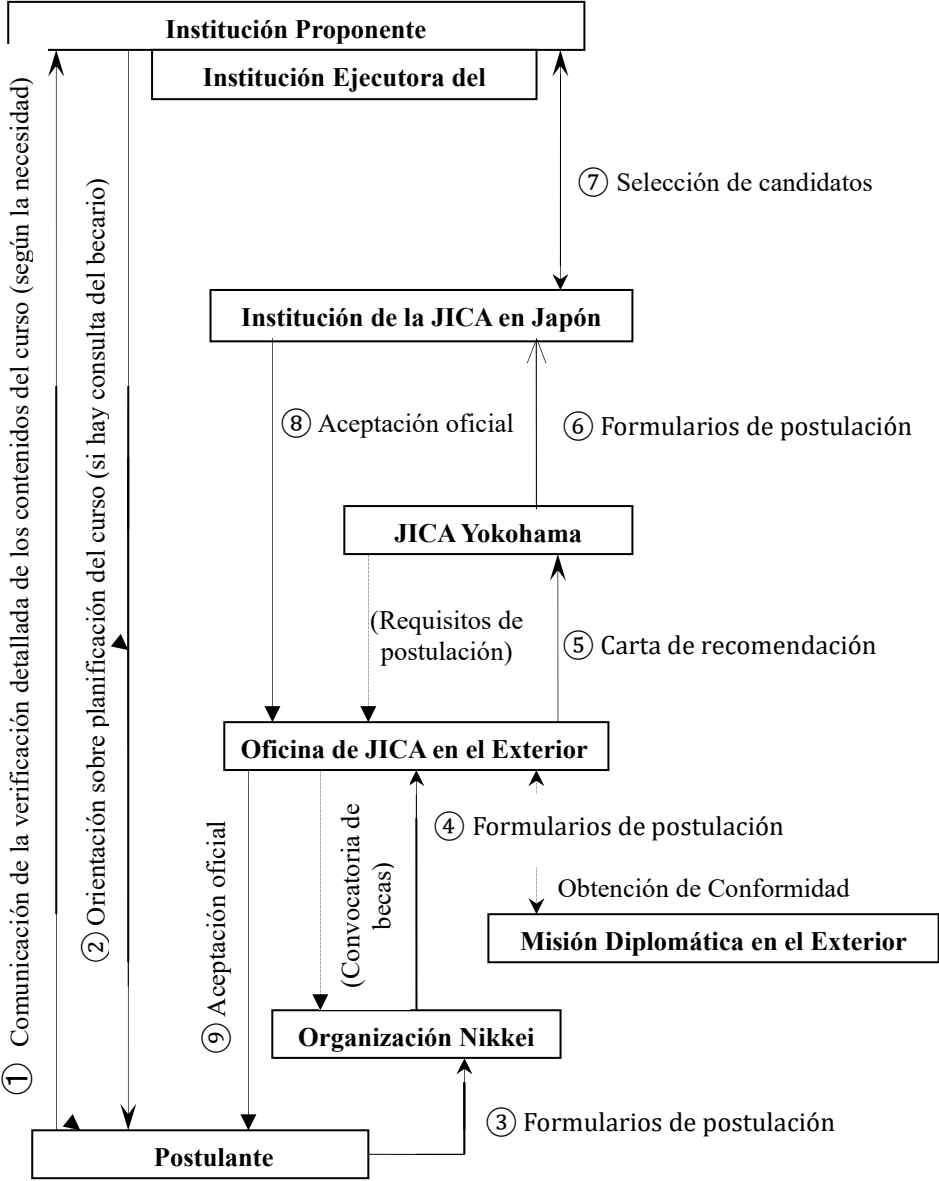 Institución Proponente
Institución Ejecutora del
① Comunicación de la verificación detallada de los contenidos del curso (según la necesidad)
② Orientación sobre planificación del curso (si hay consulta del becario)
⑦ Selección de candidatos
Institución de la JICA en Japón
⑧ Aceptación oficial
⑥ Formularios de postulación
JICA Yokohama
(Requisitos de
postulación)
⑤ Carta de recomendación
Oficina de JICA en el Exterior
⑨ Aceptación oficial
(Convocatoria de
becas)
④ Formularios de postulación
Obtención de Conformidad
Misión Diplomática en el Exterior
Organización Nikkei
③ Formularios de postulación
Postulante